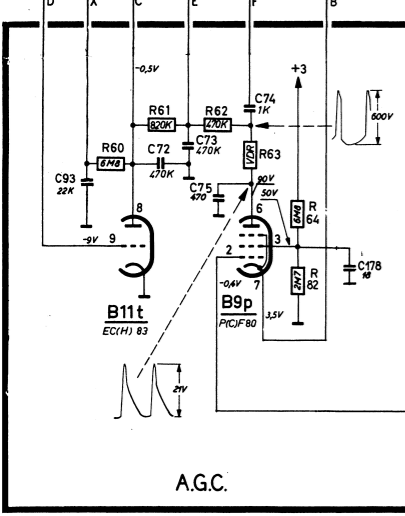 D X C E F B
-0,5V
+3
C74
1K
600V
R61
820K
R62
470K
C73
470K
VDR
R63
R60
6M8
C72
470K
C93
22K
C75
470
90V
50V
8
6
6M8
R
64
-9V
9
2
3
R
82
2M7
C178
-0,4V
7
B11t
EC(H) 83
B9p
P(C)F80
3,5V
21V
A.G.C.